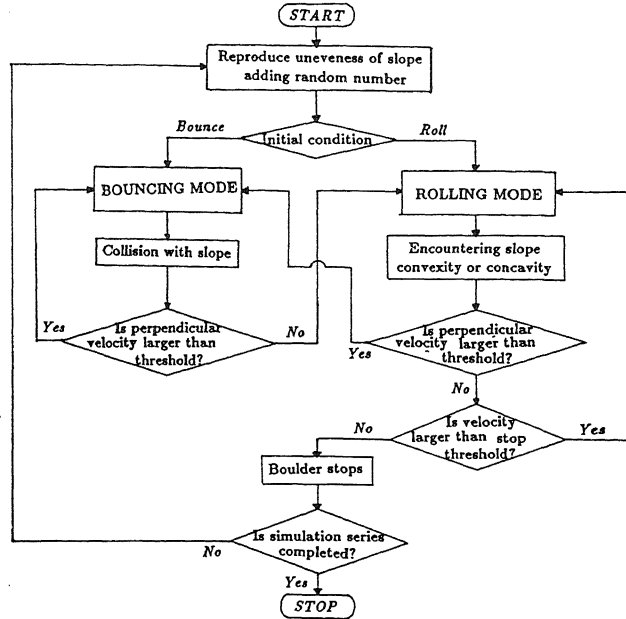 START
Reproduce uneveness of slope
adding random number
Bounce
Initial condition
Roll
BOUNCING MODE
ROLLING MODE
Collision with slope
Encountering slope
convexity or concavity
Yes
Is perpendicular
velocity larger than
threshold?
No
Yes
Is perpendicular
velocity larger than
threshold?
No
No
Is velocity
larger than stop
threshold?
Yes
Boulder stops
No
Is simulation series
completed?
Yes
STOP